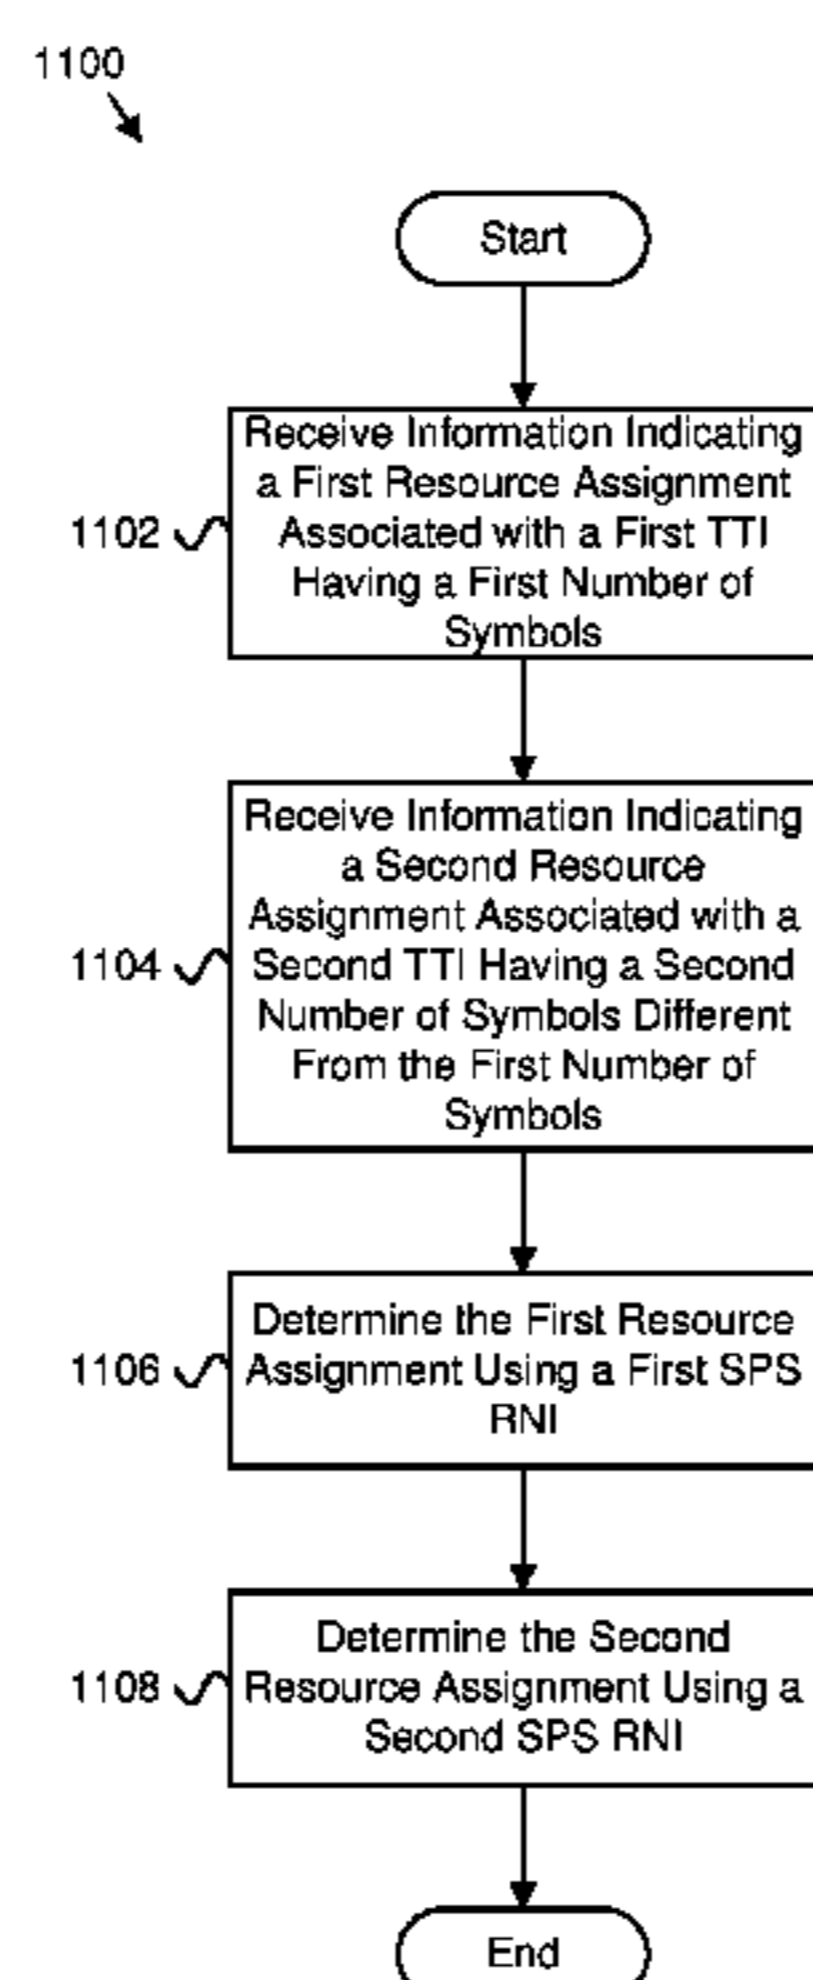 1100
Start
Receive Information Indicating
a First Resource Assignment
1102 Associated with a First TTI
Having a First Number of
Symbols
Receive Information Indicating
a Second Resource
Assignment Associated with a
1104 Second TTI Having a Second
Number of Symbols Different
From the First Number of
Symbols
Determine the First Resource
1106 Assignment Using a First SPS
RNI
Determine the Second
1108 Resource Assignment Using a
Second SPS RNI
End